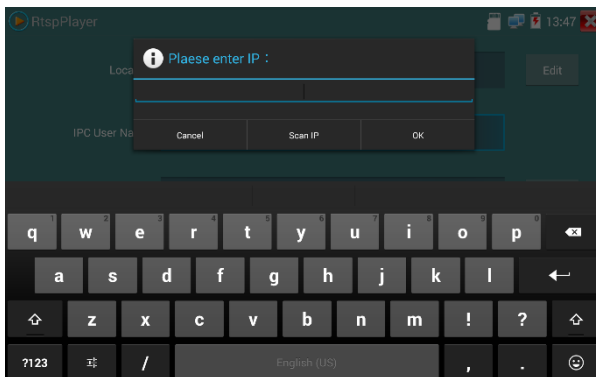 RtspPlayer 13:47
Plaese enter IP：
Loca
Edit
IPC User Na
Cancel Scan IP OK
1 2 3 4 5 6 7 8 9 0
q w e r t y u i o p
a s d f g h j k l
z x c v b n m ! ?
?123 / English (US) , .